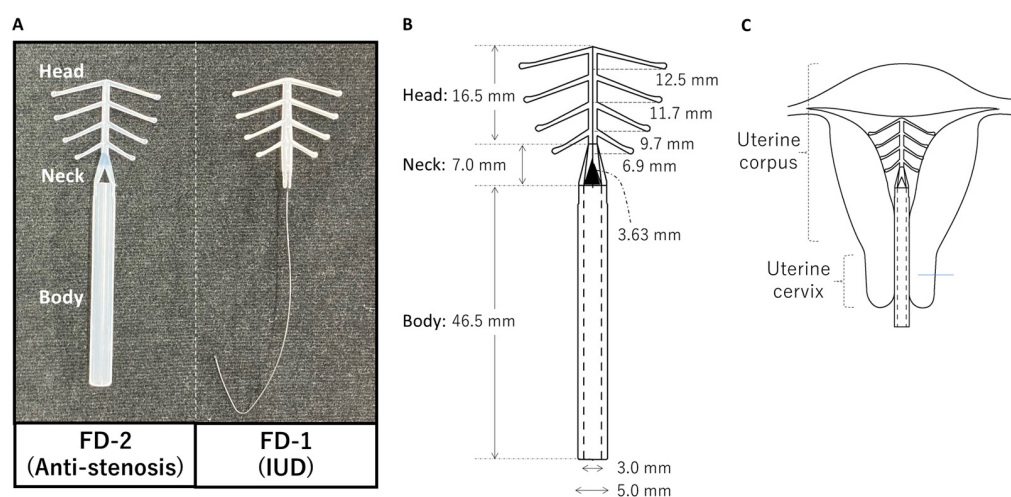 A
Head
Neck
Body
FD-2
(Anti-stenosis)
FD-1
(IUD)
B
Head: 16.5 mm
Neck: 7.0 mm
Body: 46.5 mm
12.5 mm
11.7 mm
9.7 mm
6.9 mm
3.63 mm
3.0 mm
5.0 mm
C
Uterine
corpus
Uterine
cervix